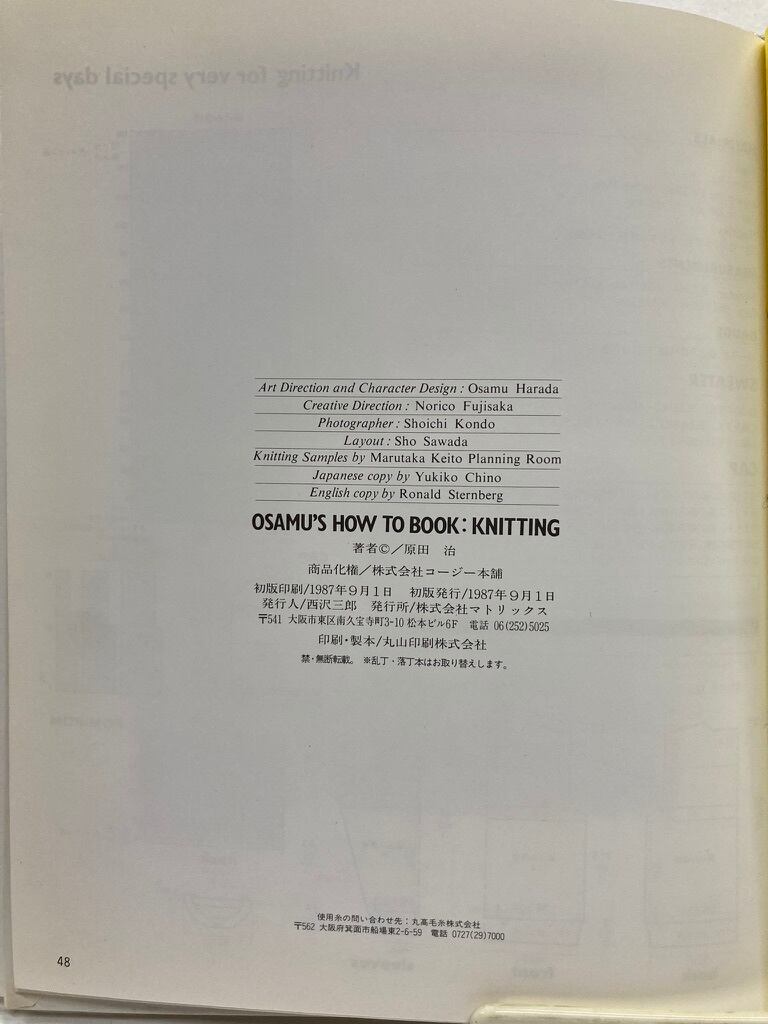 Knitting for very special days
Art Direction and Character Design : Osamu Harada
Creative Direction : Norico Fujisaka
Photographer : Shoichi Kondo
Layout : Sho Sawada
Knitting Samples by Marutaka Keito Planning Room
Japanese copy by Yukiko Chino
English copy by Ronald Sternberg
OSAMU'S HOW TO BOOK: KNITTING
著者©／原田 治
商品化権／株式会社コージー本舗
初版印刷/1987年9月1日 初版発行/1987年9月1日
発行人/西沢三郎 発行所/株式会社マトリックス
〒541 大阪市東区南久宝寺町3-10 松本ビル6F 電話 06(252)5025
印刷・製本/丸山印刷株式会社
禁・無断転載。 ※乱丁・落丁本はお取り替えします。
使用糸の問い合わせ先：丸高毛糸株式会社
〒562 大阪府箕面市船場東2-6-59 電話 0727(29)7000
48